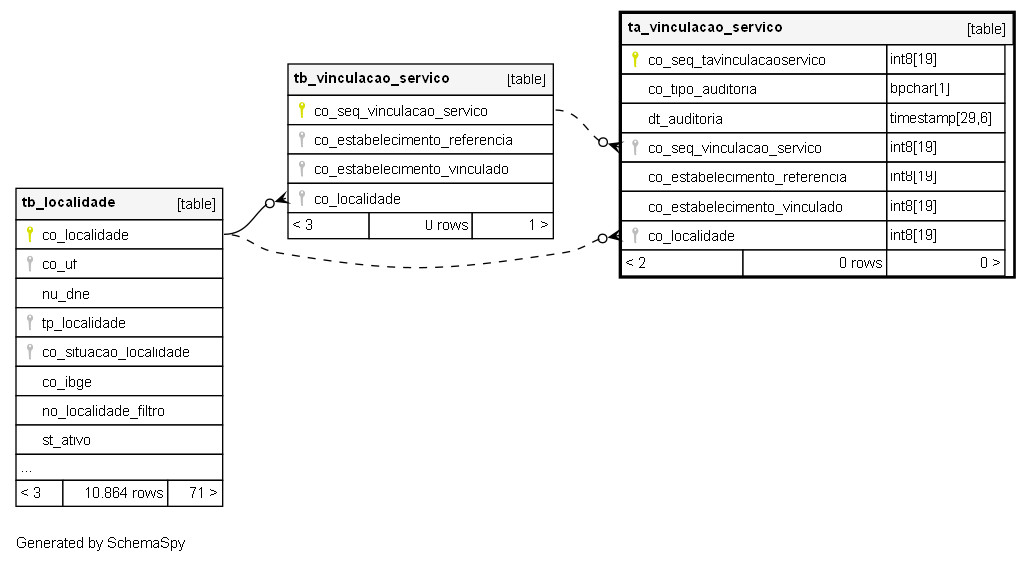 ta_vinculacao_servico [table]
co_seq_tavinculacaoservico int8[19]
co_tipo_auditoria bpchar[1]
dt_auditoria timestamp[29,6]
co_seq_vinculacao_servico int8[19]
co_estabelecimento_referencia int8[19]
co_estabelecimento_vinculado int8[19]
co_localidade int8[19]
< 2 0 rows 0 >
tb_vinculacao_servico [table]
co_seq_vinculacao_servico
co_estabelecimento_referencia
co_estabelecimento_vinculado
co_localidade
< 3 0 rows 1 >
tb_localidade [table]
co_localidade
co_uf
nu_dne
tp_localidade
co_situacao_localidade
co_ibge
no_localidade_filtro
st_ativo
...
< 3 10.864 rows 71 >
Generated by SchemaSpy